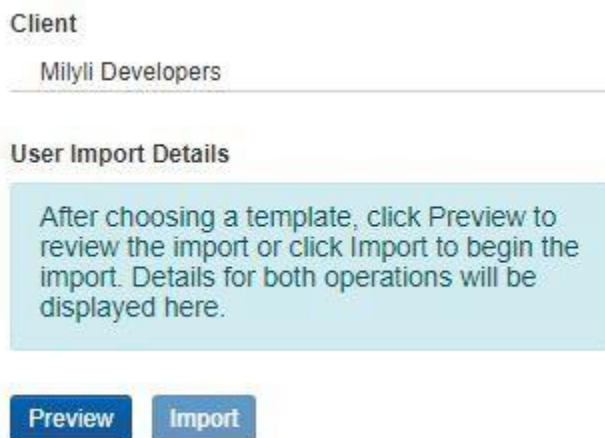 Client
Milyli Developers
User Import Details
After choosing a template, click Preview to
review the import or click Import to begin the
import. Details for both operations will be
displayed here.
Preview Import